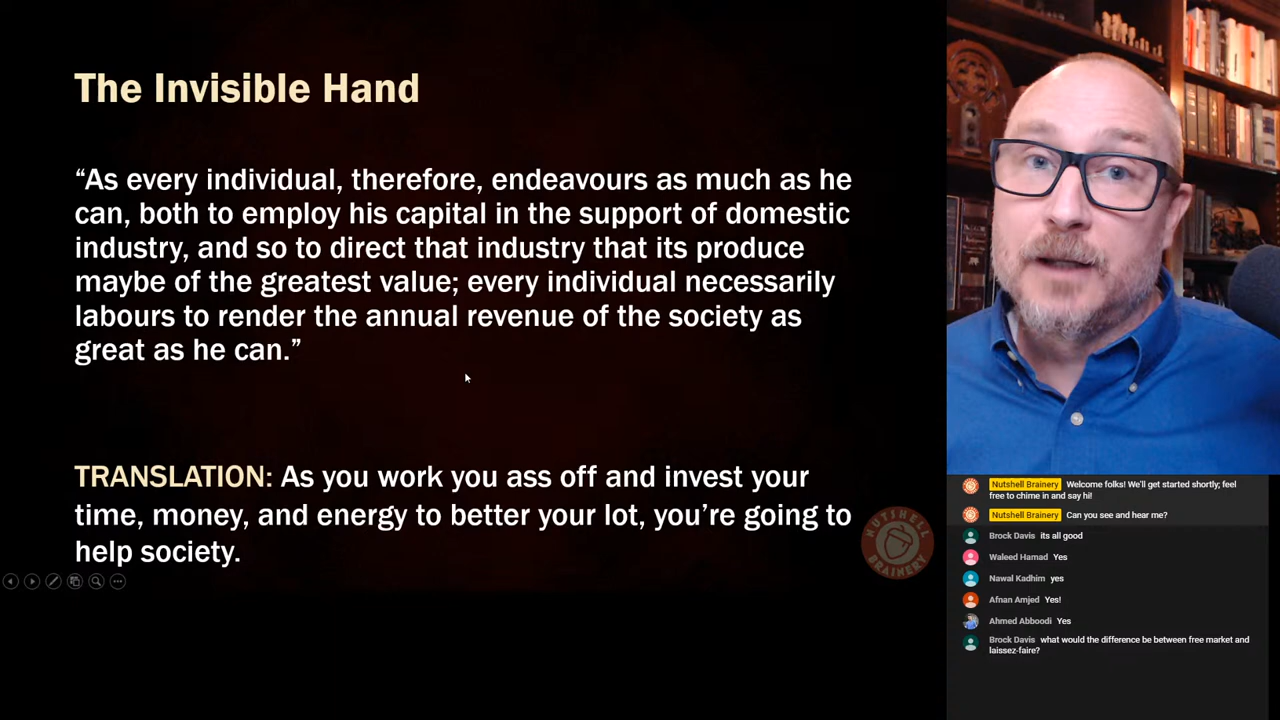 The Invisible Hand
“As every individual, therefore, endeavours as much as he
can, both to employ his capital in the support of domestic
industry, and so to direct that industry that its produce
maybe of the greatest value; every individual necessarily
labours to render the annual revenue of the society as
great as he can.”
TRANSLATION: As you work you ass off and invest your
time, money, and energy to better your lot, you’re going to
help society.
NUTSHELL
BRAINERY
Nutshell Brainery Welcome folks! We'll get started shortly; feel
free to chime in and say hi!
Nutshell Brainery Can you see and hear me?
Brock Davis its all good
Waleed Hamad Yes
Nawal Kadhim yes
Afnan Amjed Yes!
Ahmed Abboodi Yes
Brock Davis what would the difference be between free market and
laissez-faire?